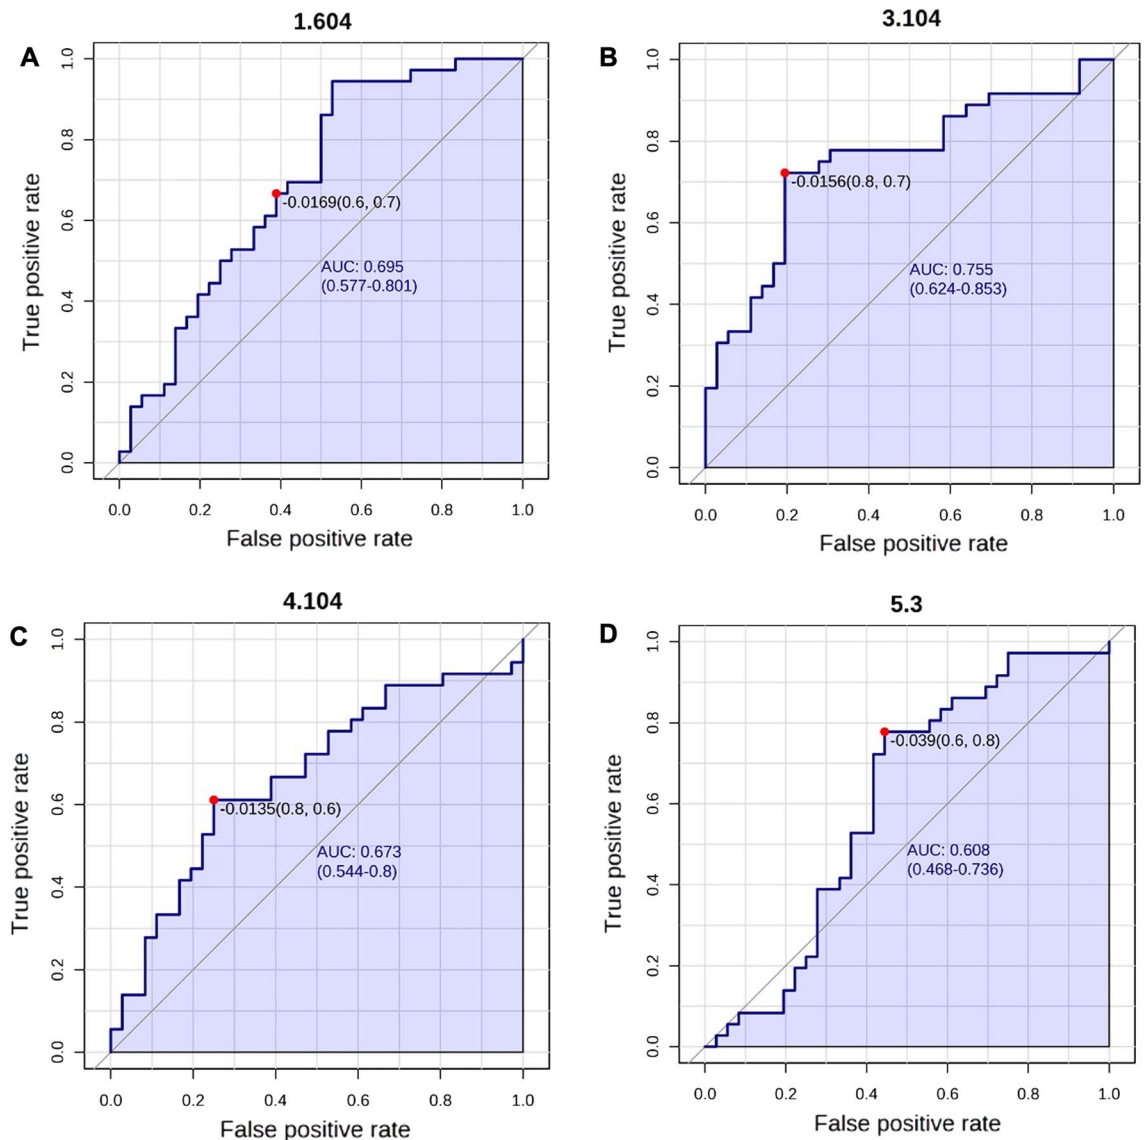 1.604
A
1.0
0.8
0.6
0.4
0.2
0.0
True positive rate
-0.0169(0.6, 0.7)
AUC: 0.695
(0.577-0.801)
0.0 0.2 0.4 0.6 0.8 1.0
False positive rate
3.104
B
1.0
0.8
0.6
0.4
0.2
0.0
True positive rate
-0.0156(0.8, 0.7)
AUC: 0.755
(0.624-0.853)
0.0 0.2 0.4 0.6 0.8 1.0
False positive rate
4.104
C
1.0
0.8
0.6
0.4
0.2
0.0
True positive rate
-0.0135(0.8, 0.6)
AUC: 0.673
(0.544-0.8)
0.0 0.2 0.4 0.6 0.8 1.0
False positive rate
5.3
D
1.0
0.8
0.6
0.4
0.2
0.0
True positive rate
-0.039(0.6, 0.8)
AUC: 0.608
(0.468-0.736)
0.0 0.2 0.4 0.6 0.8 1.0
False positive rate